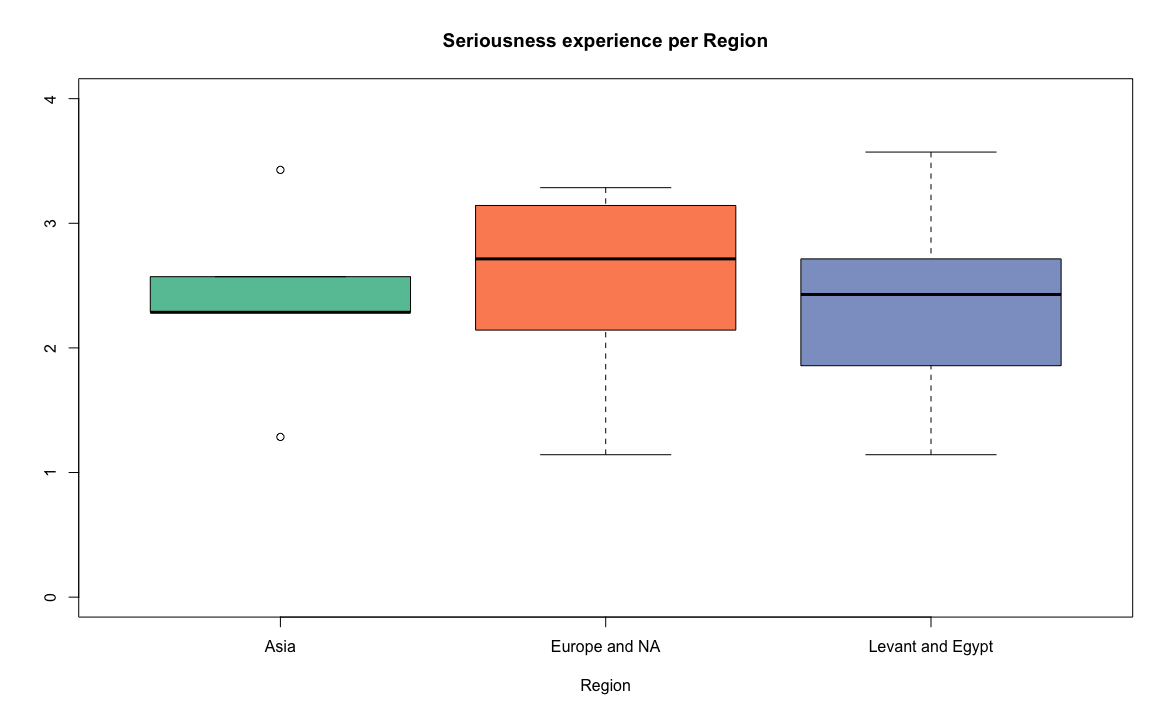 Seriousness experience per Region
4
3
2
1
0
Asia
Europe and NA
Levant and Egypt
Region